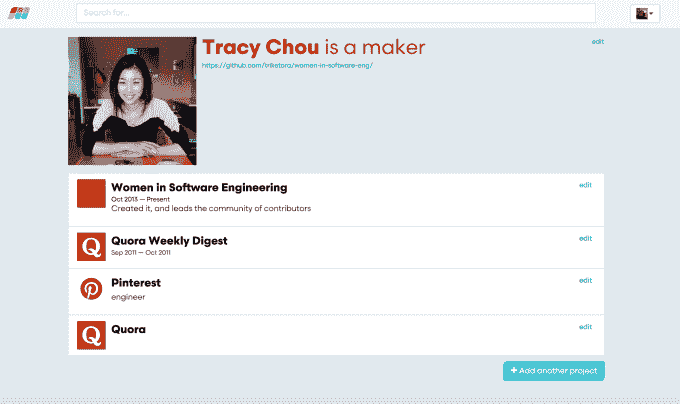 Search for...
Tracy Chou is a maker
edit
https://github.com/triketora/women-in-software-eng/
Women in Software Engineering
edit
Oct 2013 — Present
Created it, and leads the community of contributors
Q
Quora Weekly Digest
edit
Sep 2011 — Oct 2011
Pinterest
edit
engineer
Q
Quora
edit
+ Add another project